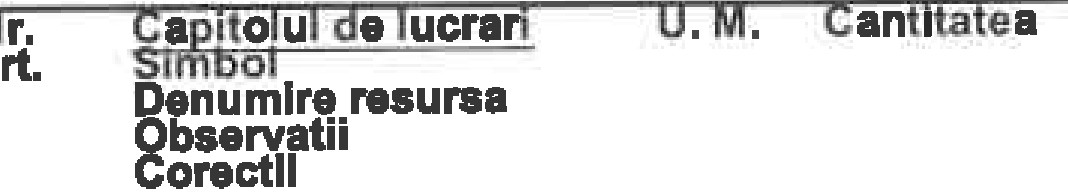 r. Capitolul de lucrari U. M. Cantitatea
rt. Simbol
Denumire resursa
Observatii
Corectii